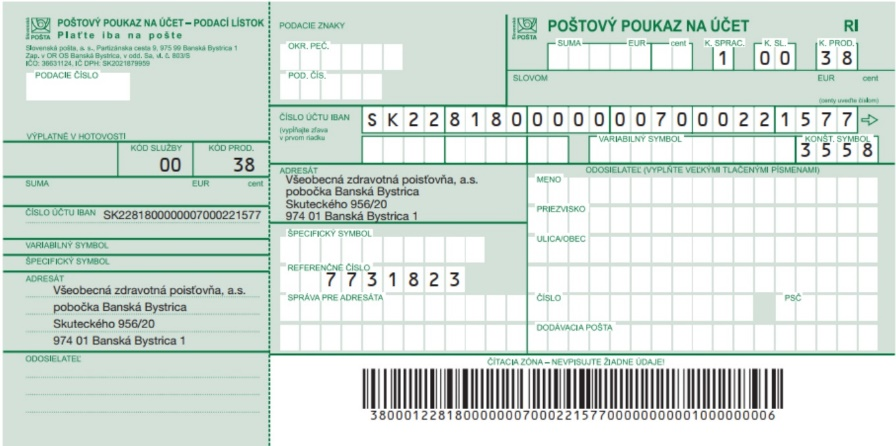 POŠTOVÝ POUKAZ NA ÚČET – PODACÍ LÍSTOK
Plaťte iba na pošte
Slovenská pošta, a. s., Partizánska cesta 9, 975 99 Banská Bystrica 1
Zap. v OR OS Banská Bystrica, v odd. Sa, vl. č. 803/S
IČO: 36631124, IČ DPH: SK2021879959
PODACIE ČÍSLO
VÝPLATNÉ V HOTOVOSTI
KÓD SLUŽBY KÓD PROD.
00 38
SUMA EUR cent
ČÍSLO ÚČTU IBAN SK2281800000007000221577
VARIABILNÝ SYMBOL
ŠPECIFICKÝ SYMBOL
ADRESÁT
Všeobecná zdravotná poisťovňa, a.s.
pobočka Banská Bystrica
Skuteckého 956/20
974 01 Banská Bystrica 1
ODOSIELATEĽ
PODACIE ZNAKY
OKR. PEČ.
POD. ČÍS.
Slovenská POŠTA
POŠTOVÝ POUKAZ NA ÚČET RI
SUMA EUR cent K. SPRAC. K. SL. K. PROD.
1 00 38
SLOVOM EUR cent
(centy uveďte číslom)
ČÍSLO ÚČTU IBAN SK2281800000007000221577
(vypĺňajte zľava
v prvom riadku
VARIABILNÝ SYMBOL KONŠT. SYMBOL
3558
ADRESÁT
Všeobecná zdravotná poisťovňa, a.s.
pobočka Banská Bystrica
Skuteckého 956/20
974 01 Banská Bystrica 1
ŠPECIFICKÝ SYMBOL
REFERENČNÉ ČÍSLO
7731823
SPRÁVA PRE ADRESÁTA
ODOSIELATEĽ (VYPLŇTE VEĽKÝMI TLAČENÝMI PÍSMENAMI)
MENO
PRIEZVISKO
ULICA/OBEC
ČÍSLO PSČ
DODÁVACIA POŠTA
ČÍTACIA ZÓNA – NEVPISUJTE ŽIADNE ÚDAJE!